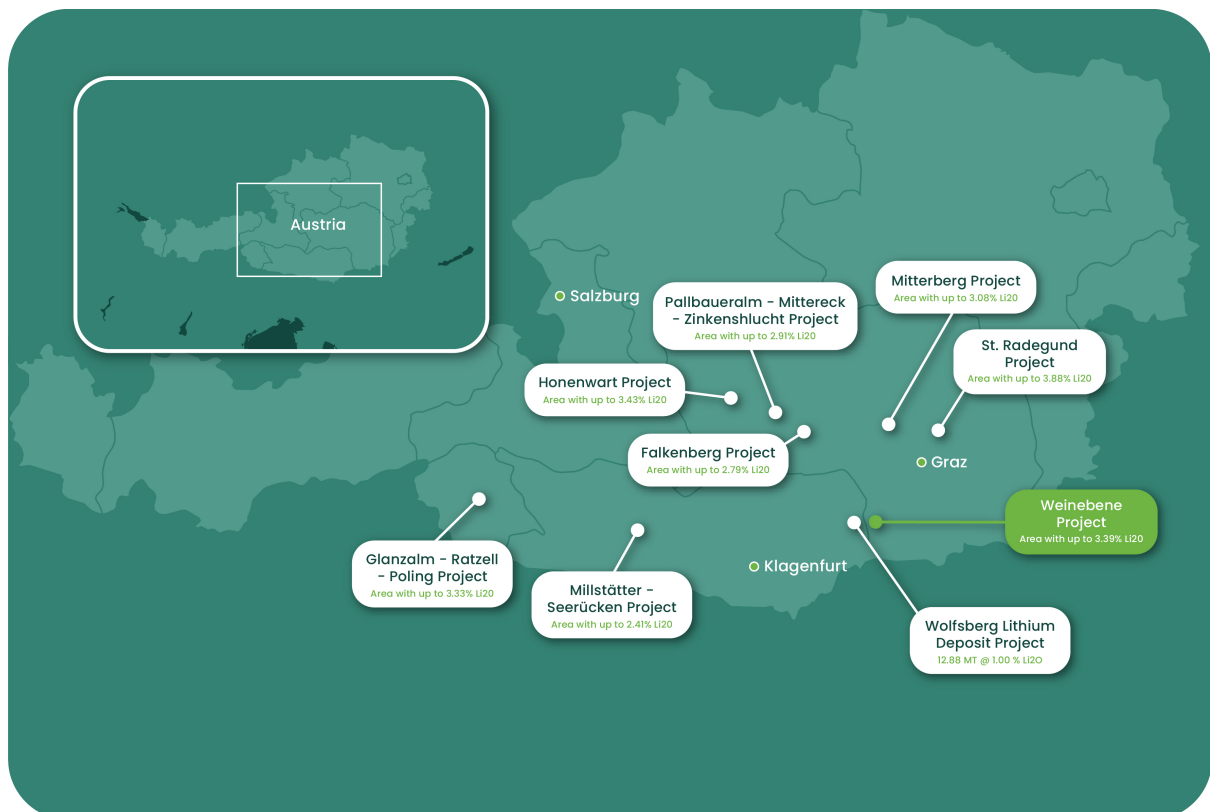 Austria
Salzburg
Pallbaueralm - Mittereck
- Zinkenshlucht Project
Area with up to 2.91% Li20
Mitterberg Project
Area with up to 3.08% Li20
St. Radegund
Project
Area with up to 3.88% Li20
Honenwart Project
Area with up to 3.43% Li20
Falkenberg Project
Area with up to 2.79% Li20
Graz
Weinebene
Project
Area with up to 3.39% Li20
Glanzalm - Ratzell
- Poling Project
Area with up to 3.33% Li20
Millstätter -
Seerücken Project
Area with up to 2.41% Li20
Klagenfurt
Wolfsberg Lithium
Deposit Project
12.88 MT @ 1.00 % Li2O